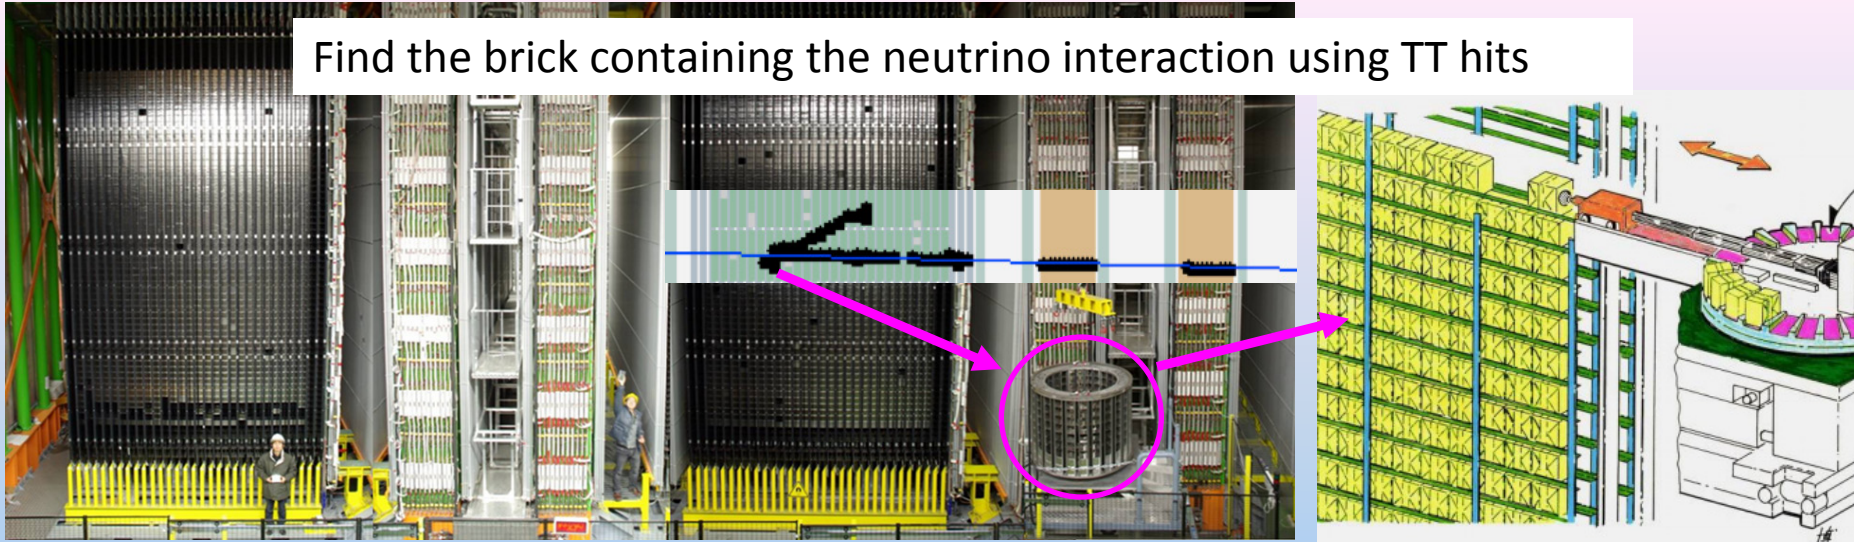 Find the brick containing the neutrino interaction using TT hits